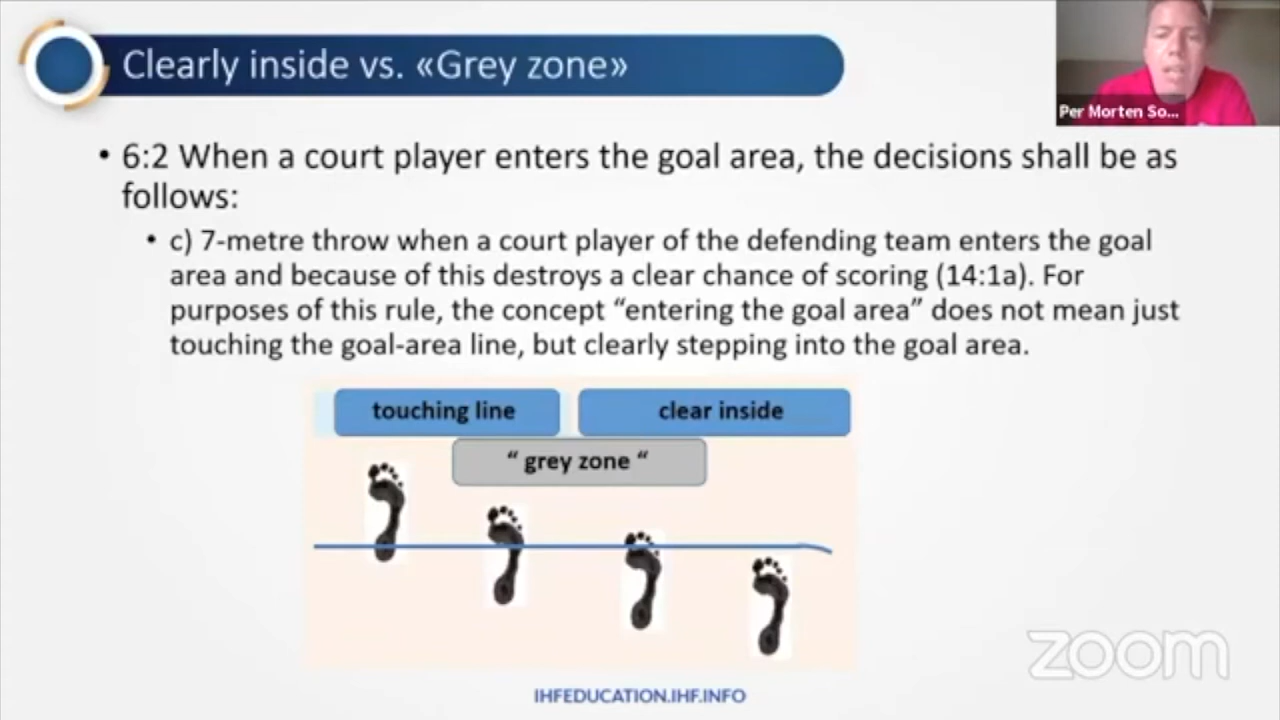 Clearly inside vs. «Grey zone»
Per Morten So...
• 6:2 When a court player enters the goal area, the decisions shall be as
follows:
• c) 7-metre throw when a court player of the defending team enters the goal
area and because of this destroys a clear chance of scoring (14:1a). For
purposes of this rule, the concept “entering the goal area” does not mean just
touching the goal-area line, but clearly stepping into the goal area.
touching line
clear inside
“ grey zone “
zoom
IHFEDUCATION.IHF.INFO